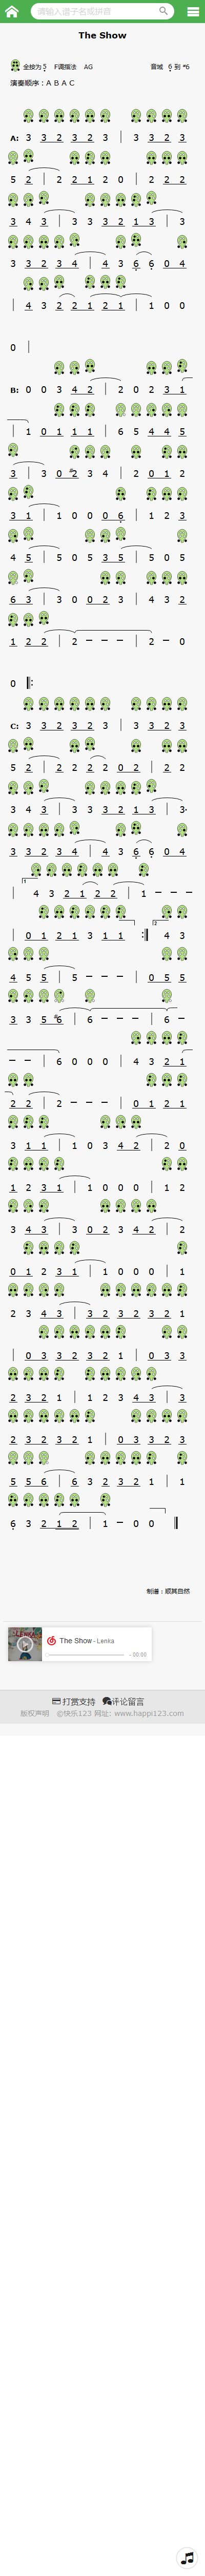 请输入谱子名或拼音
The Show
全按为 5 F调指法 AG 音域 6 到 *6
演奏顺序：A B A C
A: 3 3 2 3 2 3 | 3 3 2 3
5 2 | 2 2 1 2 0 | 2 2 2
3 4 3 | 3 3 3 2 1 3 | 3
3 3 2 3 4 | 4 3 6 6 0 4
| 4 3 2 2 1 2 1 | 1 0 0
0 |
B: 0 0 3 4 2 | 2 0 2 3 1
| 1 0 1 1 1 | 6 5 4 4 5
3 | 3 0 #2 3 4 | 2 0 1 2
3 1 | 1 0 0 0 6 | 1 2 3
4 5 | 5 0 5 3 5 | 5 0 5
6 3 | 3 0 0 2 3 | 4 3 2
1 2 2 | 2 – – – | 2 – 0
0 ‖:
C: 3 3 2 3 2 3 | 3 3 2 3
5 2 | 2 2 2 0 2 | 2 2
3 4 3 | 3 3 3 2 1 3 | 3·
3 3 2 3 4 | 4 3 6 6 0 4
1
| 4 3 2 1 2 2 | 1 – – –
2
| 0 1 2 1 3 1 1 :‖ 4 3
4 5 5 | 5 – – – | 0 5 5
3 3 5 #6 | 6 – – – | 6 –
– – | 6 0 0 0 | 4 3 2 1
2 2 | 2 – – – | 0 1 2 1
3 1 1 | 1 0 3 4 2 | 2 0
1 2 3 1 | 1 0 0 0 | 1 2
3 4 3 | 3 0 2 3 4 2 | 2
0 1 2 3 1 | 1 0 0 0 | 1
2 3 4 3 | 3 2 3 2 3 2 1
| 0 3 3 2 3 2 1 | 0 3 3
2 3 2 1 | 1 2 3 4 3 | 3
2 3 2 3 2 1 | 0 3 3 2 3
5 5 6 | 6 3 2 3 2 1 | 1
6 3 2 1 2 | 1 – 0 0 ‖
制谱：顺其自然
LENKA
The Show - Lenka
- 00:00
打赏支持 评论留言
版权声明 ©快乐123 网址: www.happi123.com